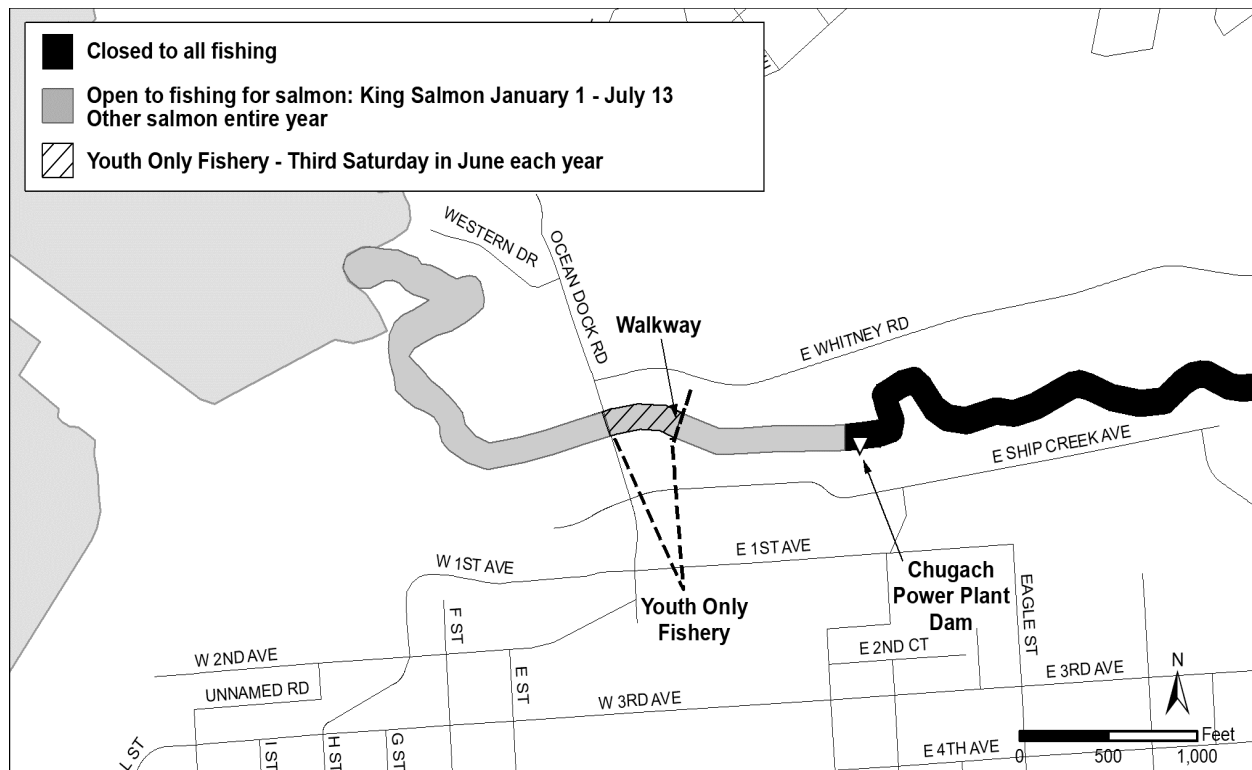 Closed to all fishing
Open to fishing for salmon: King Salmon January 1 - July 13
Other salmon entire year
Youth Only Fishery - Third Saturday in June each year
WESTERN DR
OCEAN DOCK RD
Walkway
E WHITNEY RD
E SHIP CREEK AVE
W 1ST AVE
E 1ST AVE
Chugach
Power Plant
Dam
Youth Only
Fishery
EAGLE ST
F ST
E ST
W 2ND AVE
E 2ND CT
UNNAMED RD
W 3RD AVE
E 3RD AVE
N
L ST
I ST
H ST
G ST
E 4TH AVE
Feet
0 500 1,000